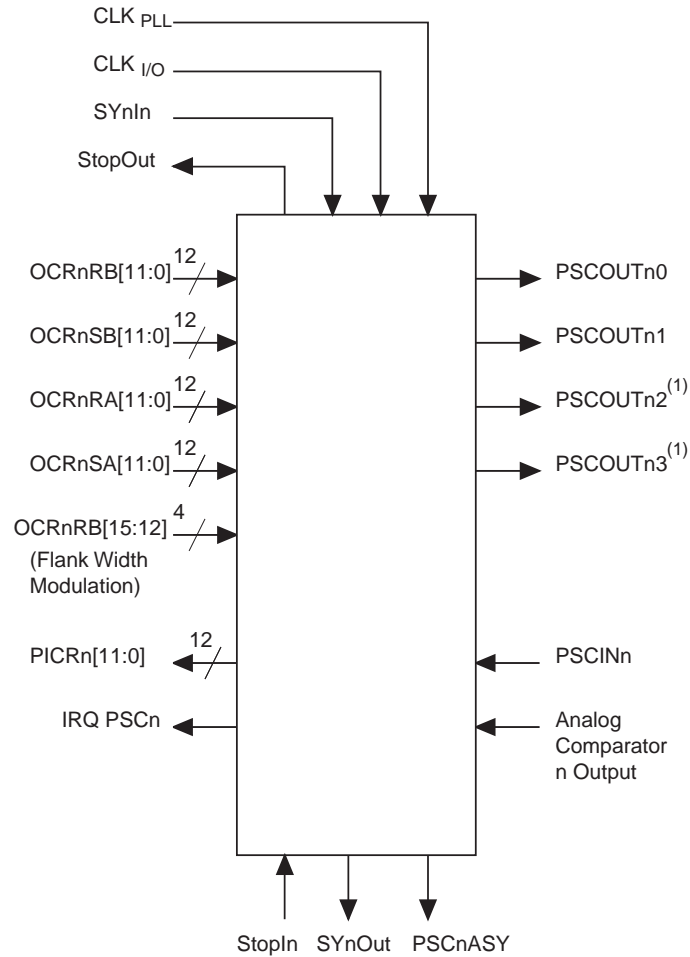 CLK PLL
CLK I/O
SYnIn
StopOut
OCRnRB[11:0] 12
PSCOUTn0
OCRnSB[11:0] 12
PSCOUTn1
OCRnRA[11:0] 12
PSCOUTn2(1)
OCRnSA[11:0] 12
PSCOUTn3(1)
OCRnRB[15:12] 4
(Flank Width
Modulation)
PICRn[11:0] 12
PSCINn
IRQ PSCn
Analog
Comparator
n Output
StopIn SYnOut PSCnASY